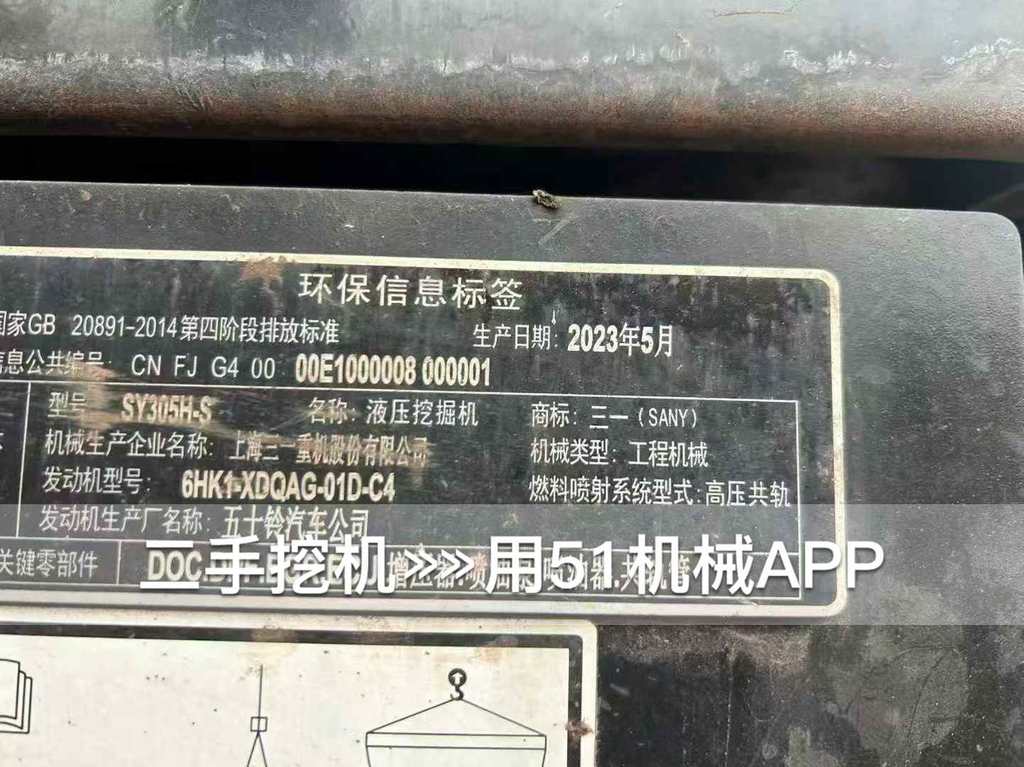 环保信息标签
国家GB 20891-2014第四阶段排放标准 生产日期: 2023年5月
信息公共编号: CN FJ G4 00 00E1000008 000001
型号 SY305H-S 名称: 液压挖掘机 商标: 三一(SANY)
机械生产企业名称: 上海三一重机股份有限公司 机械类型: 工程机械
发动机型号: 6HK1-XDQAG-01D-C4 燃料喷射系统型式: 高压共轨
发动机生产厂名称: 五十铃汽车公司
关键零部件 DOC
二手挖机>>>>用51机械APP